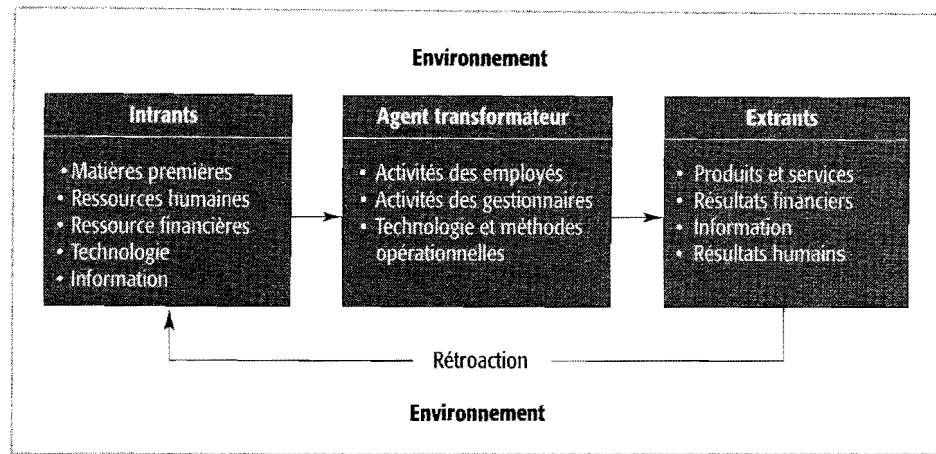 Environnement
Intrants
• Matières premières
• Ressources humaines
• Ressource financières
• Technologie
• Information
Agent transformateur
• Activités des employés
• Activités des gestionnaires
• Technologie et méthodes
opérationnelles
Extrants
• Produits et services
• Résultats financiers
• Information
• Résultats humains
Rétroaction
Environnement